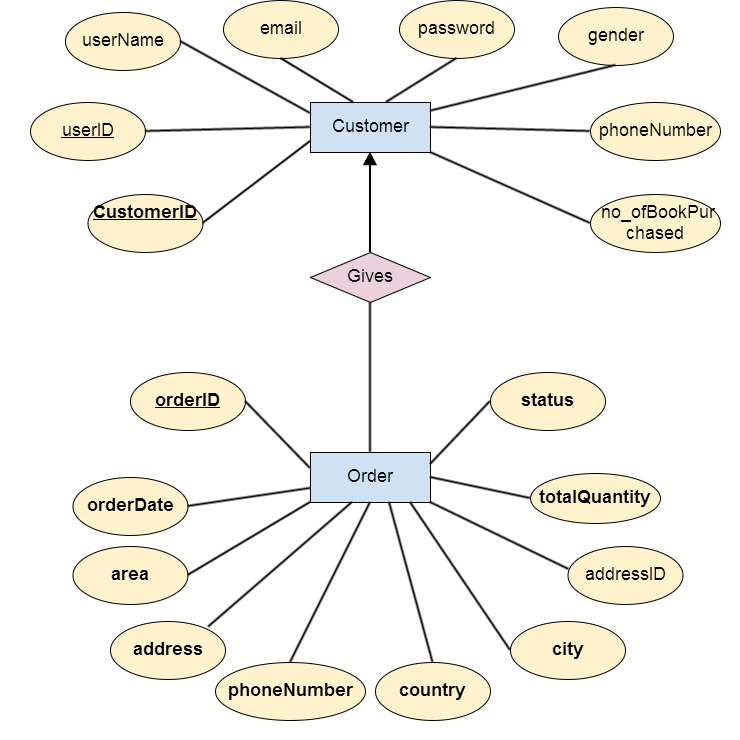 email
password
userName
gender
userID
Customer
phoneNumber
CustomerID
no_ofBookPur
chased
Gives
orderID
status
Order
orderDate
totalQuantity
area
addressID
address
city
phoneNumber
country